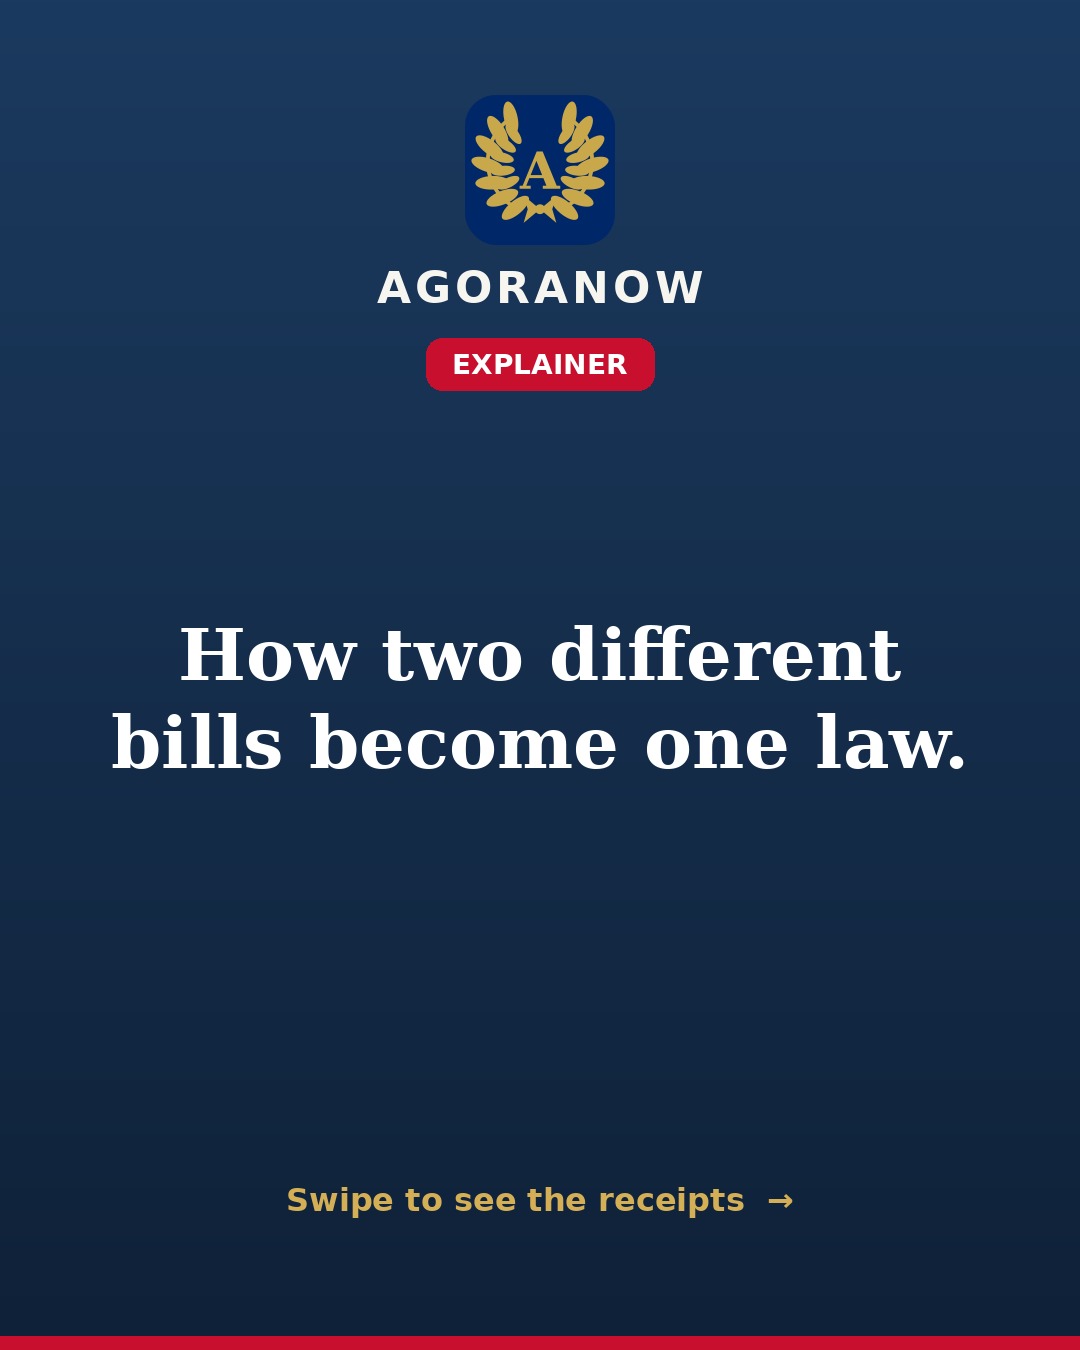 A
AGORANOW
EXPLAINER
How two different
bills become one law.
Swipe to see the receipts →